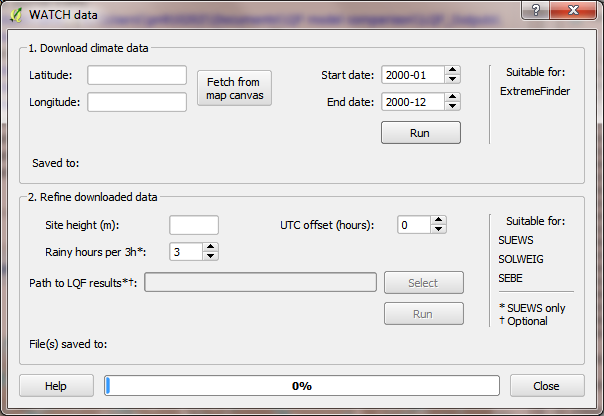 WATCH data
1. Download climate data
Latitude:
Longitude:
Fetch from
map canvas
Start date: 2000-01
End date: 2000-12
Run
Suitable for:
ExtremeFinder
Saved to:
2. Refine downloaded data
Site height (m):
UTC offset (hours): 0
Rainy hours per 3h*: 3
Path to LQF results*†:
Select
Run
Suitable for:
SUEWS
SOLWEIG
SEBE
* SUEWS only
† Optional
File(s) saved to:
Help
0%
Close